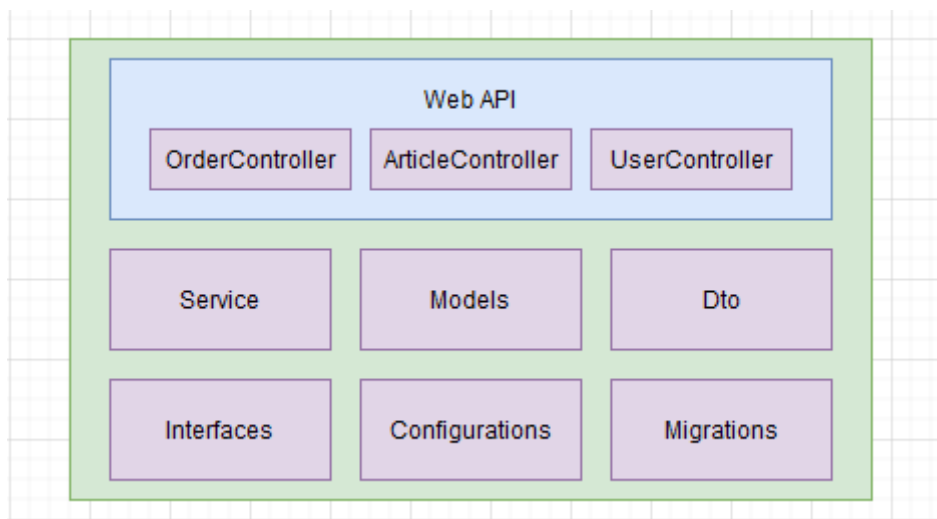 Web API
OrderController
ArticleController
UserController
Service
Models
Dto
Interfaces
Configurations
Migrations